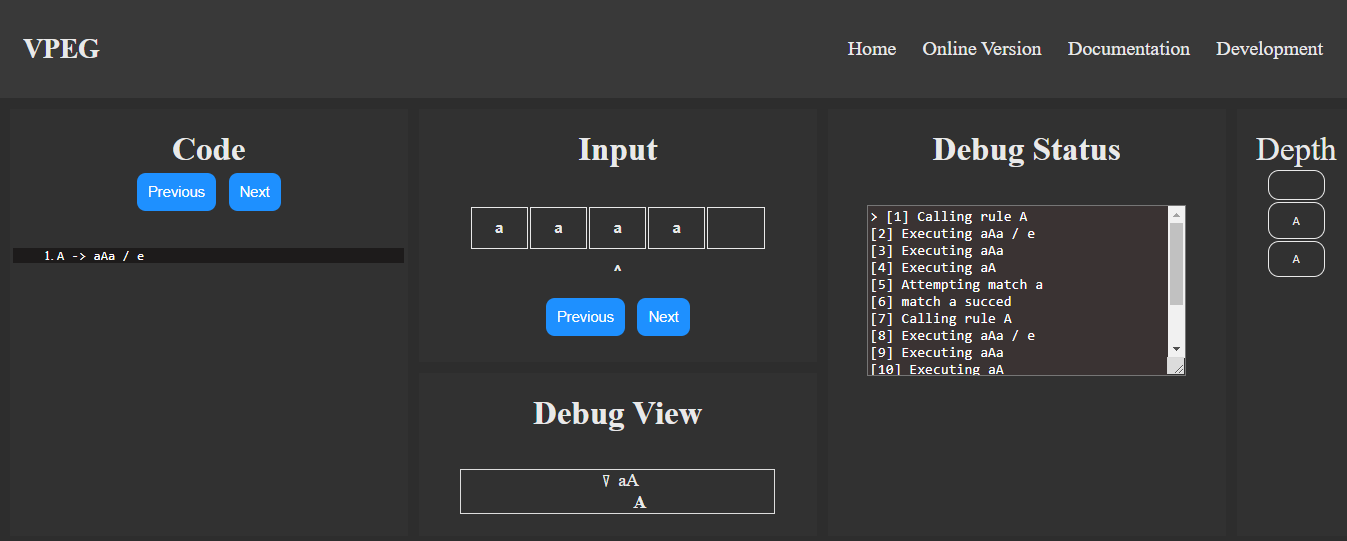 VPEG
Home Online Version Documentation Development
Code
Previous Next
1. A -> aAa / e
Input
a a a a
^
Previous Next
Debug View
⊽ aA
A
Debug Status
> [1] Calling rule A
[2] Executing aAa / e
[3] Executing aAa
[4] Executing aA
[5] Attempting match a
[6] match a succed
[7] Calling rule A
[8] Executing aAa / e
[9] Executing aAa
[10] Executing aA
Depth
A
A